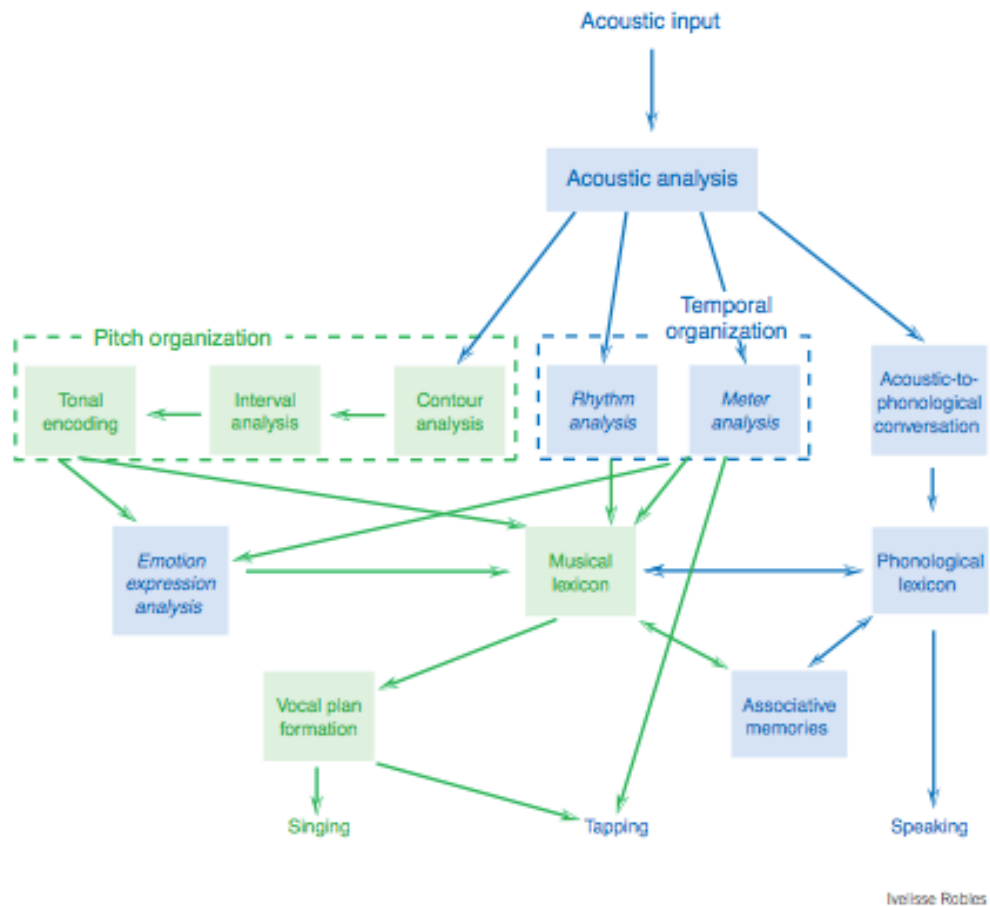 Acoustic input
Acoustic analysis
Pitch organization
Temporal
organization
Tonal
encoding
Interval
analysis
Contour
analysis
Rhythm
analysis
Meter
analysis
Acoustic-to-
phonological
conversation
Emotion
expression
analysis
Musical
lexicon
Phonological
lexicon
Vocal plan
formation
Associative
memories
Singing
Tapping
Speaking
Ivelisse Robles